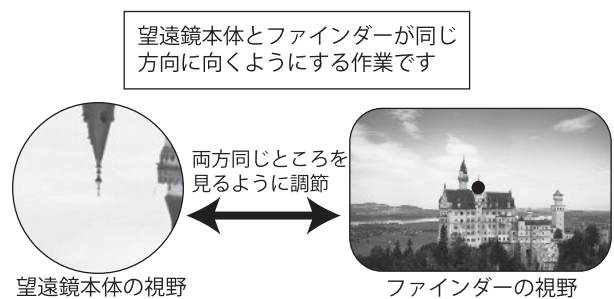 望遠鏡本体とファインダーが同じ
方向に向くようにする作業です
両方同じところを
見るように調節
望遠鏡本体の視野
ファインダーの視野